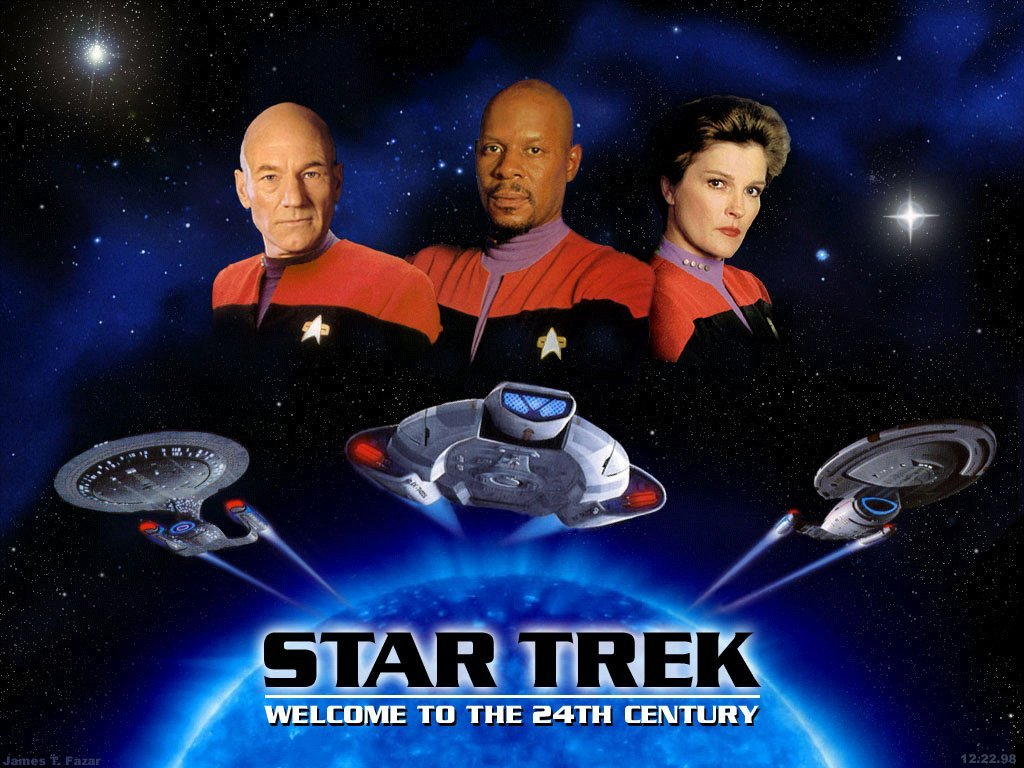 STAR TREK
WELCOME TO THE 24TH CENTURY
James T. Fazar
12.22.98